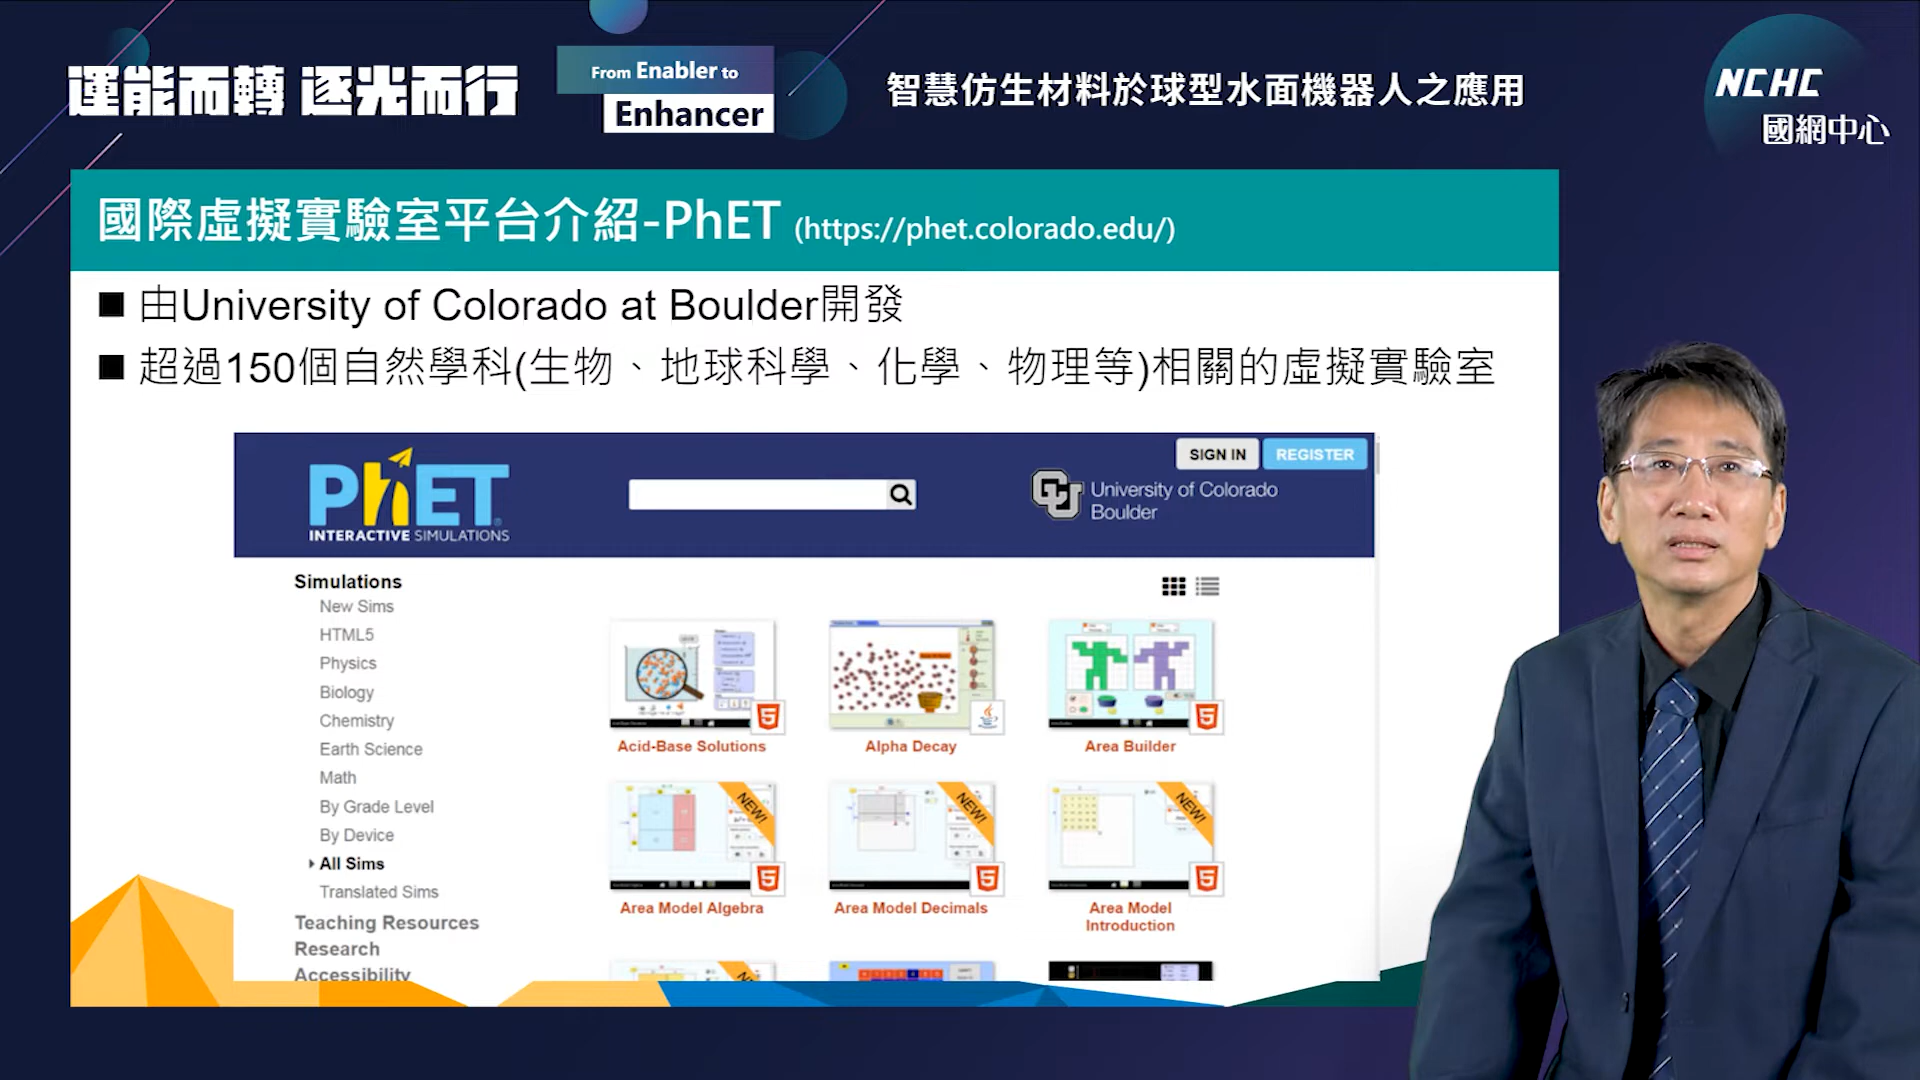 運能而轉 逐光而行
From Enabler to
Enhancer
智慧仿生材料於球型水面機器人之應用
NCHC
國網中心
國際虛擬實驗室平台介紹-PhET (https://phet.colorado.edu/)
■ 由University of Colorado at Boulder開發
■ 超過150個自然學科(生物、地球科學、化學、物理等)相關的虛擬實驗室
SIGN IN
REGISTER
PhET
INTERACTIVE SIMULATIONS
CU
University of Colorado
Boulder
Simulations
New Sims
HTML5
Physics
Biology
Chemistry
Earth Science
Math
By Grade Level
By Device
All Sims
Translated Sims
Teaching Resources
Research
Accessibility
Acid-Base Solutions
Alpha Decay
Area Builder
NEW!
NEW!
NEW!
Area Model Algebra
Area Model Decimals
Area Model
Introduction